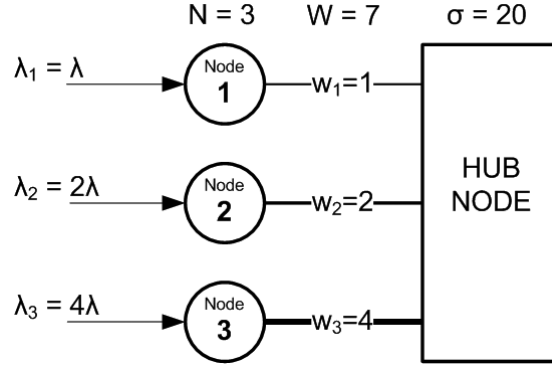 N = 3 W = 7 σ = 20
λ₁ = λ Node 1 w₁=1
λ₂ = 2λ Node 2 w₂=2
HUB NODE
λ₃ = 4λ Node 3 w₃=4